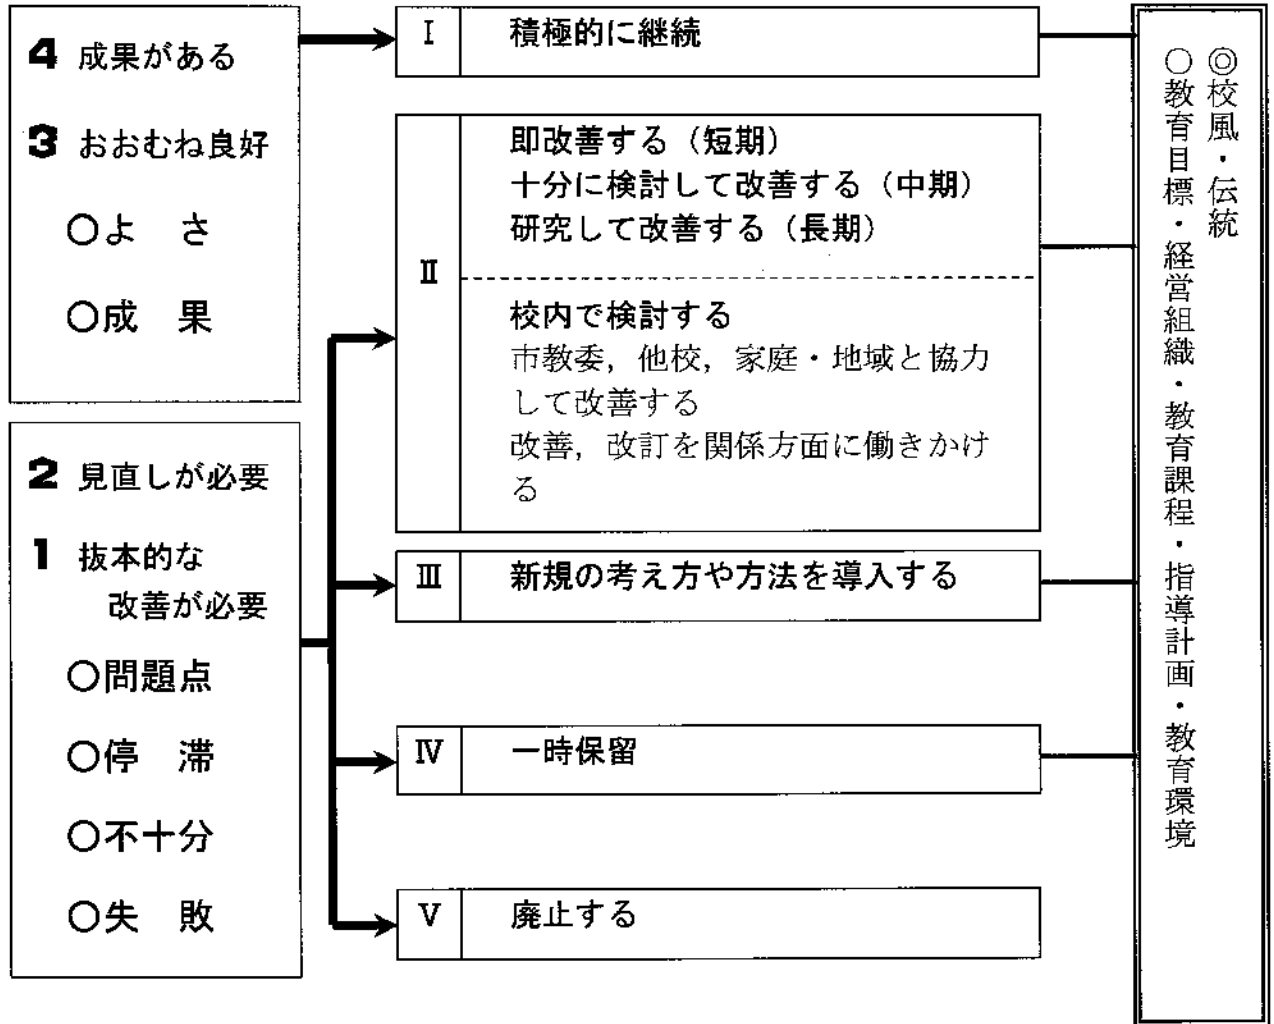 4 成果がある
3 おおむね良好
○よ　さ
○成　果
2 見直しが必要
1 抜本的な
改善が必要
○問題点
○停　滞
○不十分
○失　敗
Ⅰ 積極的に継続
Ⅱ
即改善する（短期）
十分に検討して改善する（中期）
研究して改善する（長期）
校内で検討する
市教委，他校，家庭・地域と協力
して改善する
改善，改訂を関係方面に働きかけ
る
Ⅲ 新規の考え方や方法を導入する
Ⅳ 一時保留
Ⅴ 廃止する
◎校風・伝統
○教育目標・経営組織・教育課程・指導計画・教育環境